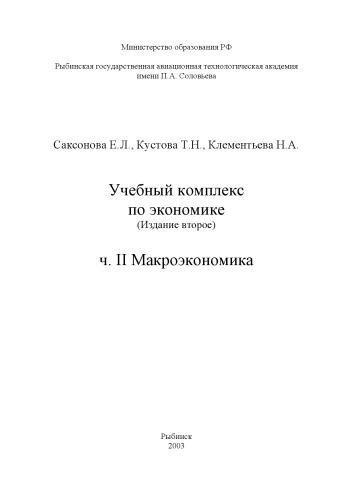 Министерство образования РФ
Рыбинская государственная авиационная технологическая академия
имени П.А. Соловьева
Саксонова Е.Л., Кустова Т.Н., Клементьева Н.А.
Учебный комплекс
по экономике
(Издание второе)
ч. II Макроэкономика
Рыбинск
2003